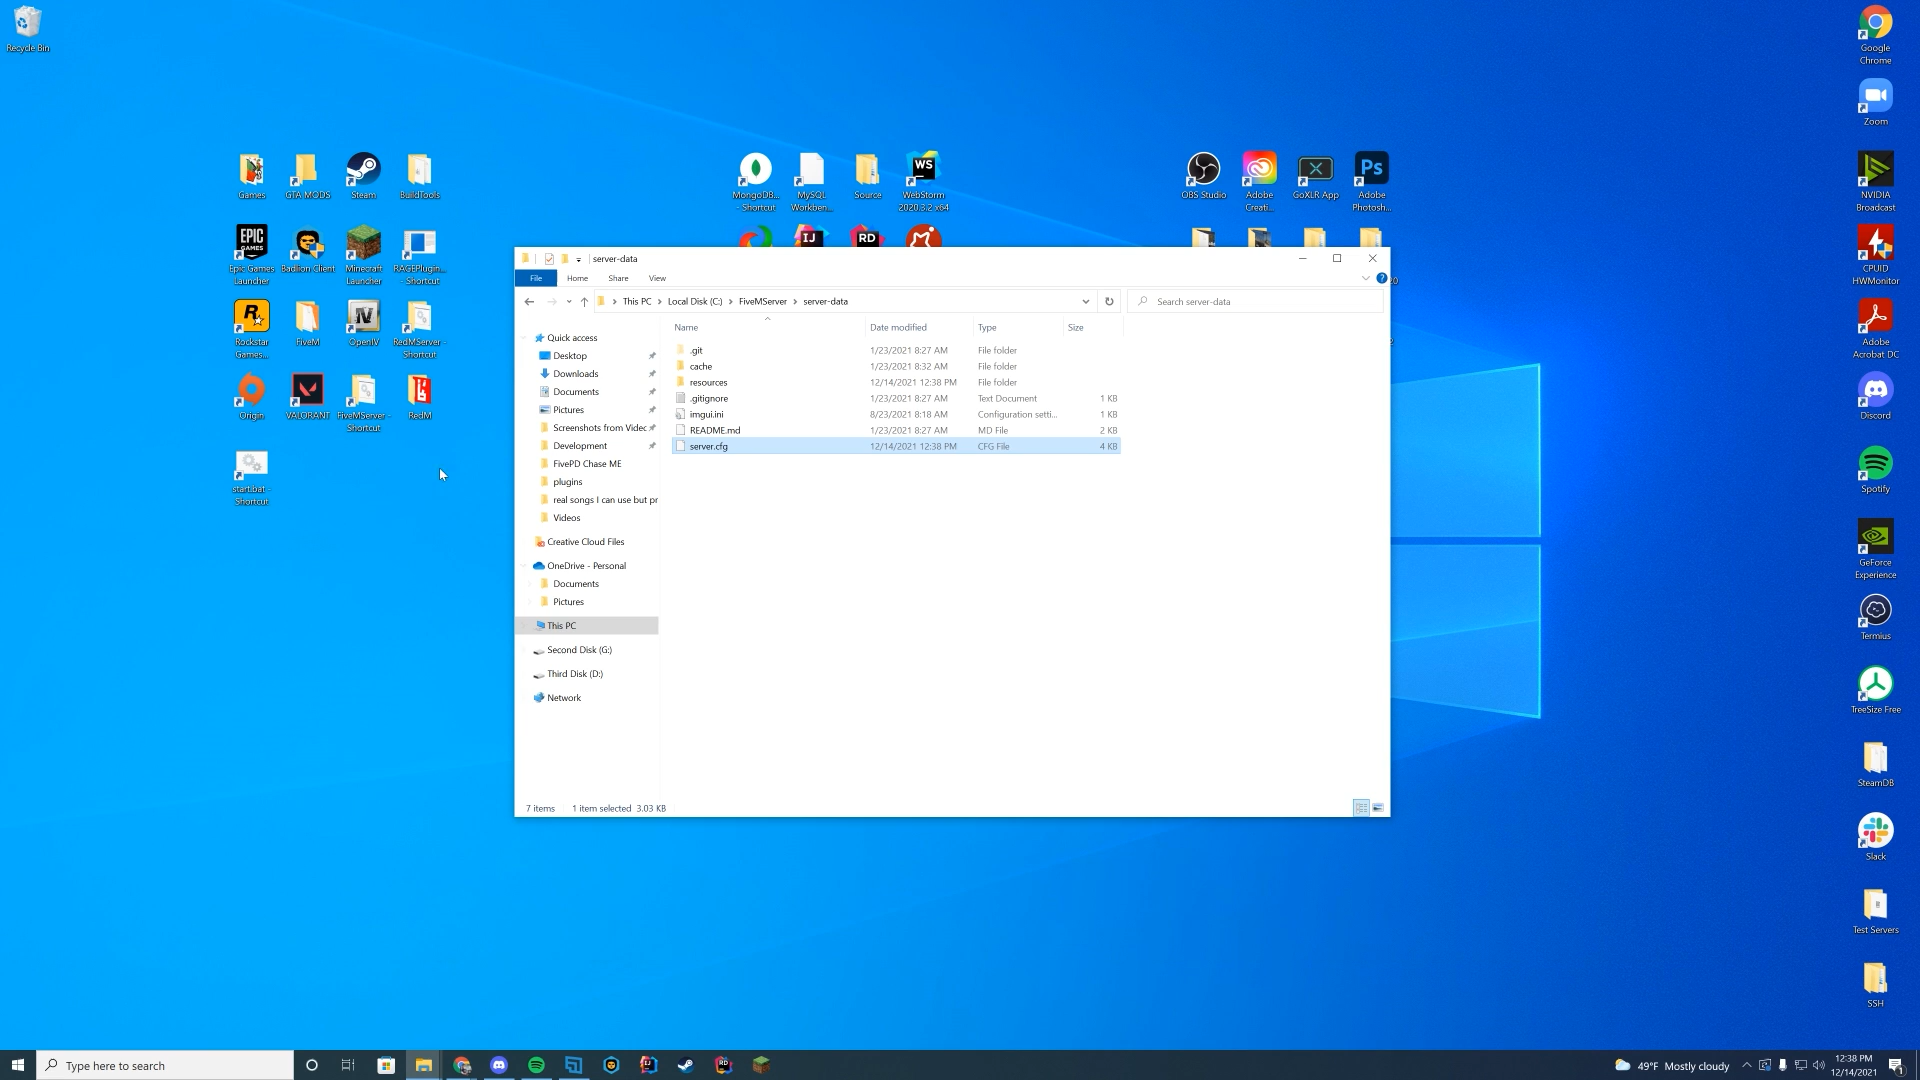 Recycle Bin
Games
GTA MODS
Steam
BuildTools
EPIC
GAMES
Epic Games
Launcher
Badlion Client
Minecraft
Launcher
RAGEPlugin...
- Shortcut
Rockstar
Games...
FiveM
OpenIV
RedMServer -
Shortcut
Origin
VALORANT
FiveMServer -
Shortcut
RedM
start.bat -
Shortcut
MongoDB...
- Shortcut
MySQL
Workben...
Source
WS
WebStorm
2020.3.2 x64
IJ
RD
OBS Studio
Adobe
Creati...
GoXLR App
Ps
Adobe
Photosh...
Google
Chrome
Zoom
NVIDIA
Broadcast
CPUID
HWMonitor
Adobe
Acrobat DC
Discord
Spotify
GeForce
Experience
Termius
TreeSize Free
SteamDB
Slack
Test Servers
SSH
server-data
File
Home
Share
View
This PC
Local Disk (C:)
FiveMServer
server-data
Search server-data
Quick access
Desktop
Downloads
Documents
Pictures
Screenshots from Videc
Development
FivePD Chase ME
plugins
real songs I can use but pr
Videos
Creative Cloud Files
OneDrive - Personal
Documents
Pictures
This PC
Second Disk (G:)
Third Disk (D:)
Network
Name Date modified Type Size
.git 1/23/2021 8:27 AM File folder
cache 1/23/2021 8:32 AM File folder
resources 12/14/2021 12:38 PM File folder
.gitignore 1/23/2021 8:27 AM Text Document 1 KB
imgui.ini 8/23/2021 8:18 AM Configuration setti... 1 KB
README.md 1/23/2021 8:27 AM MD File 2 KB
server.cfg 12/14/2021 12:38 PM CFG File 4 KB
7 items 1 item selected 3.03 KB
Type here to search
49°F Mostly cloudy
12:38 PM
12/14/2021